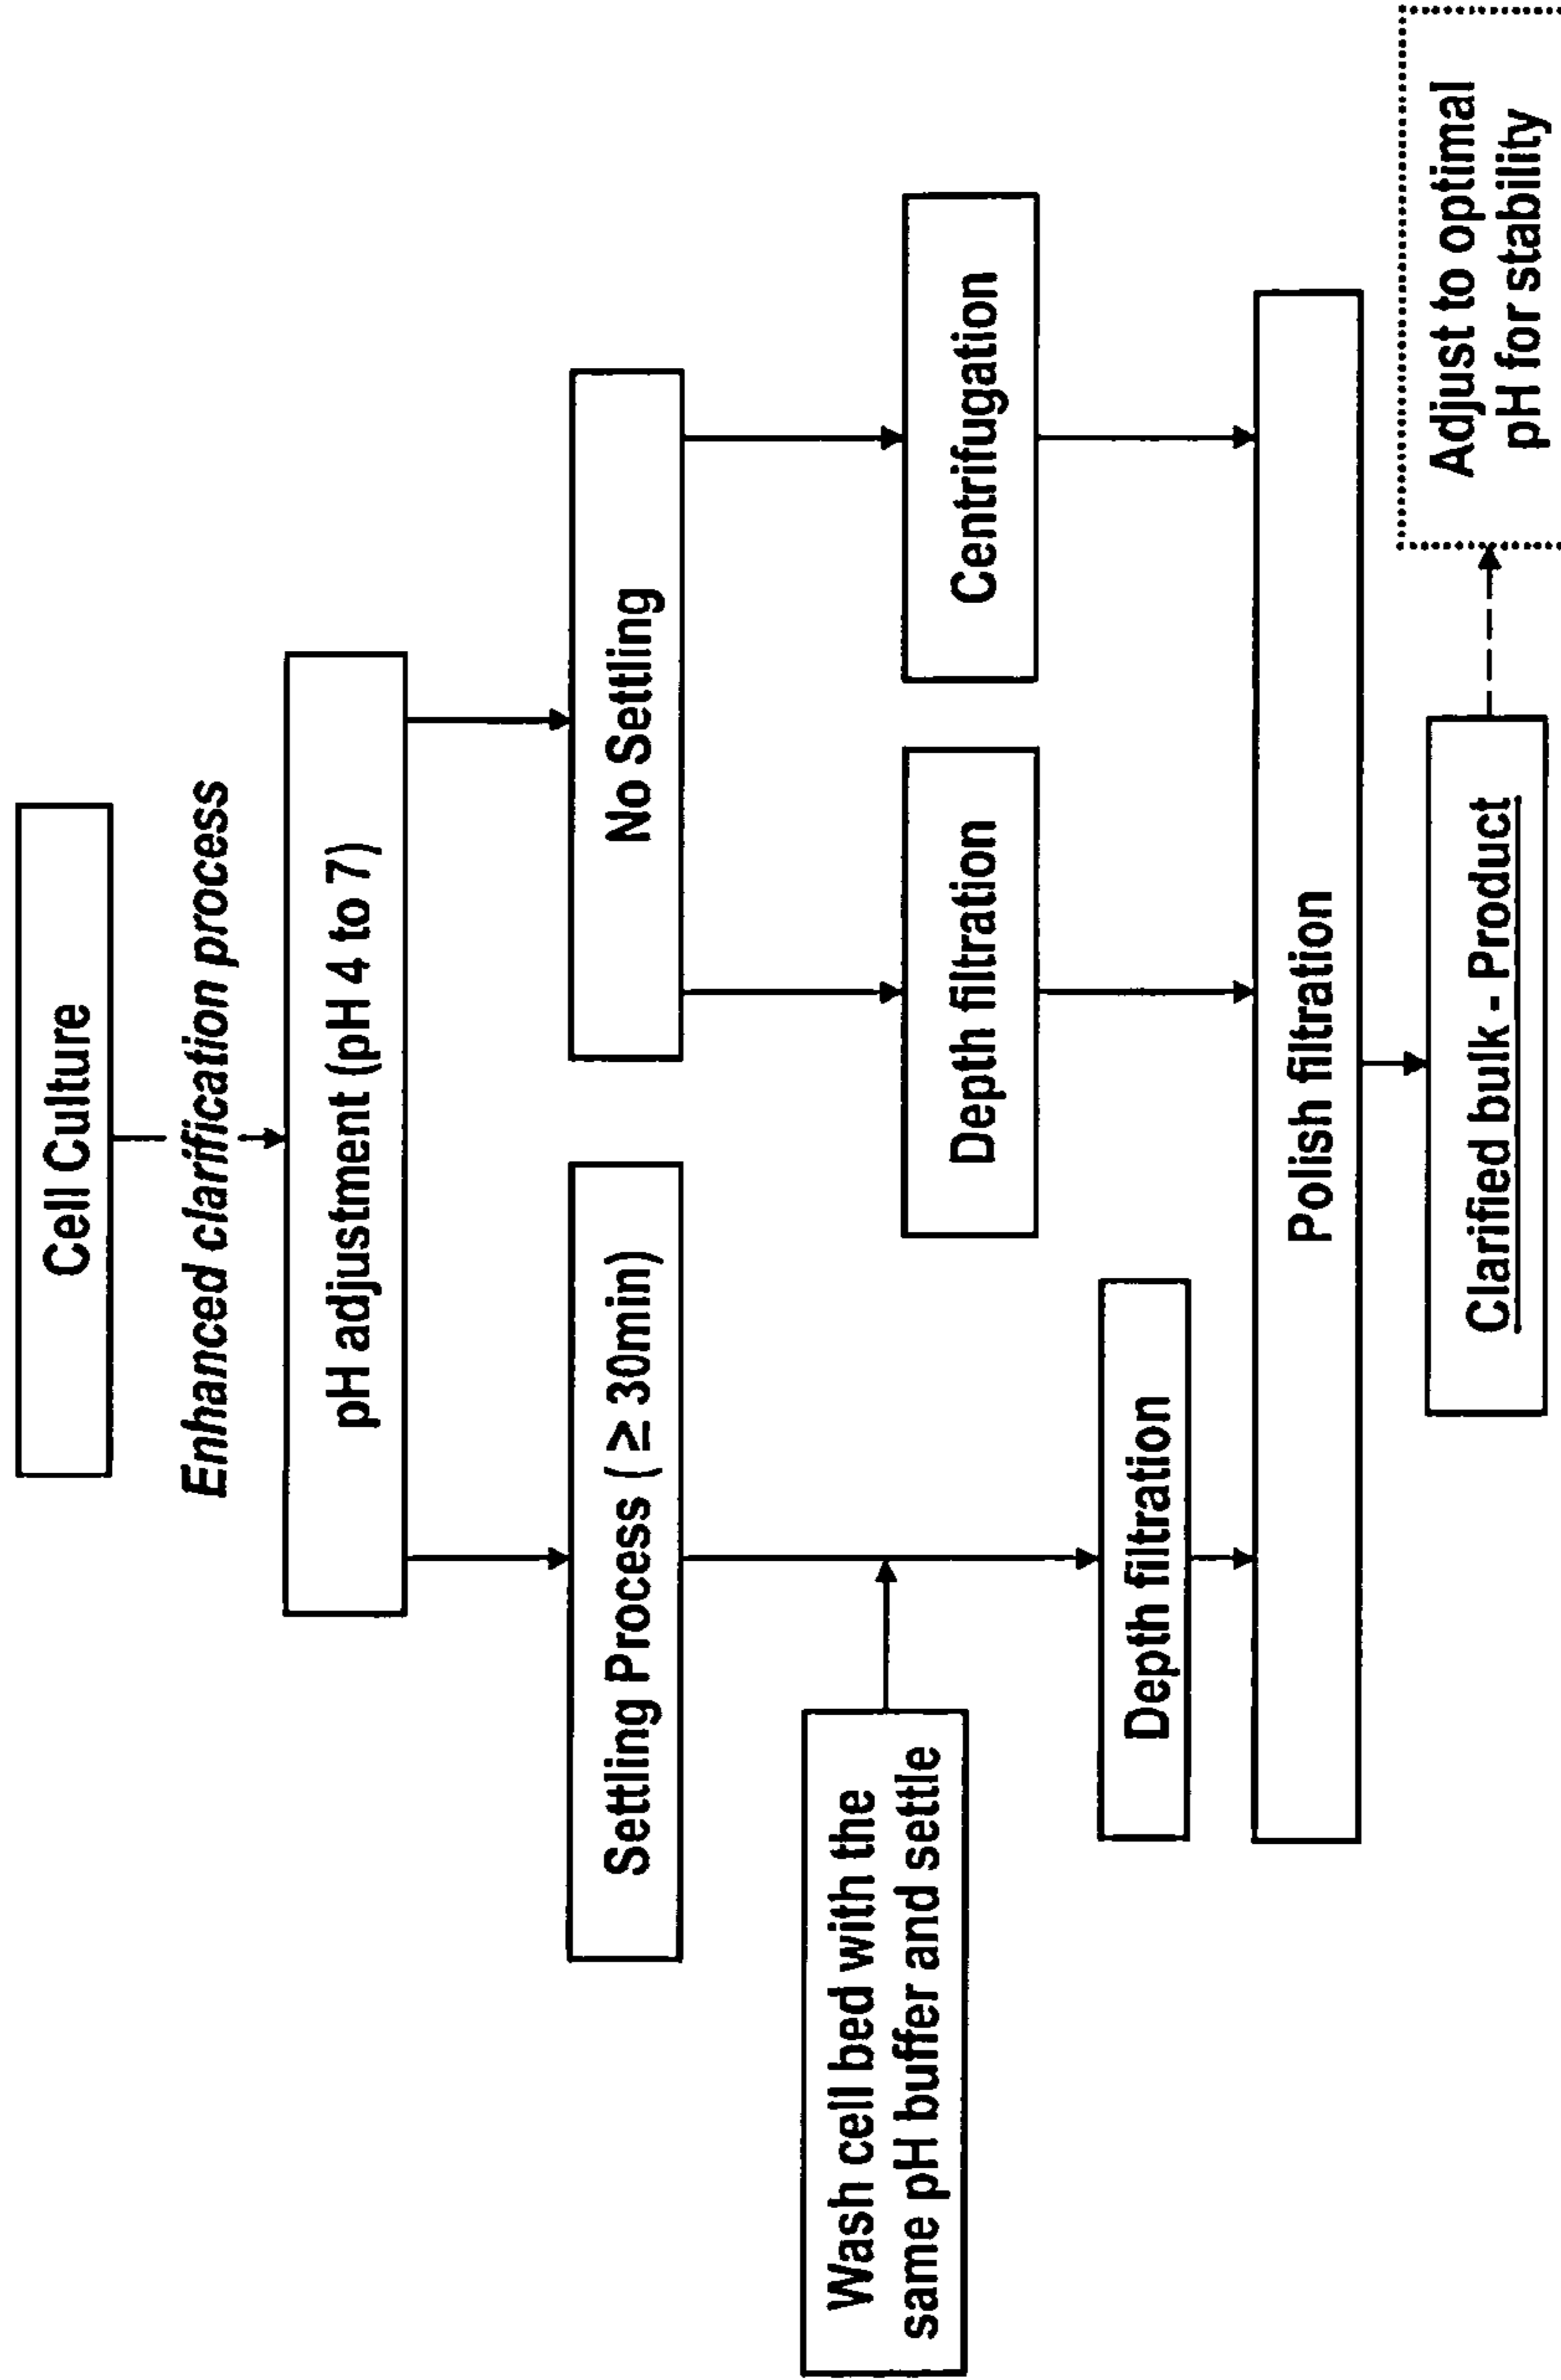 Cell Culture
Enhanced clarification process
pH adjustment (pH 4 to 7)
Settling Process ( ≥ 30min)
No Settling
Wash cell bed with the
same pH buffer and settle
Depth filtration
Centrifugation
Depth filtration
Polish filtration
Clarified bulk - Product
Adjust to optimal
pH for stability